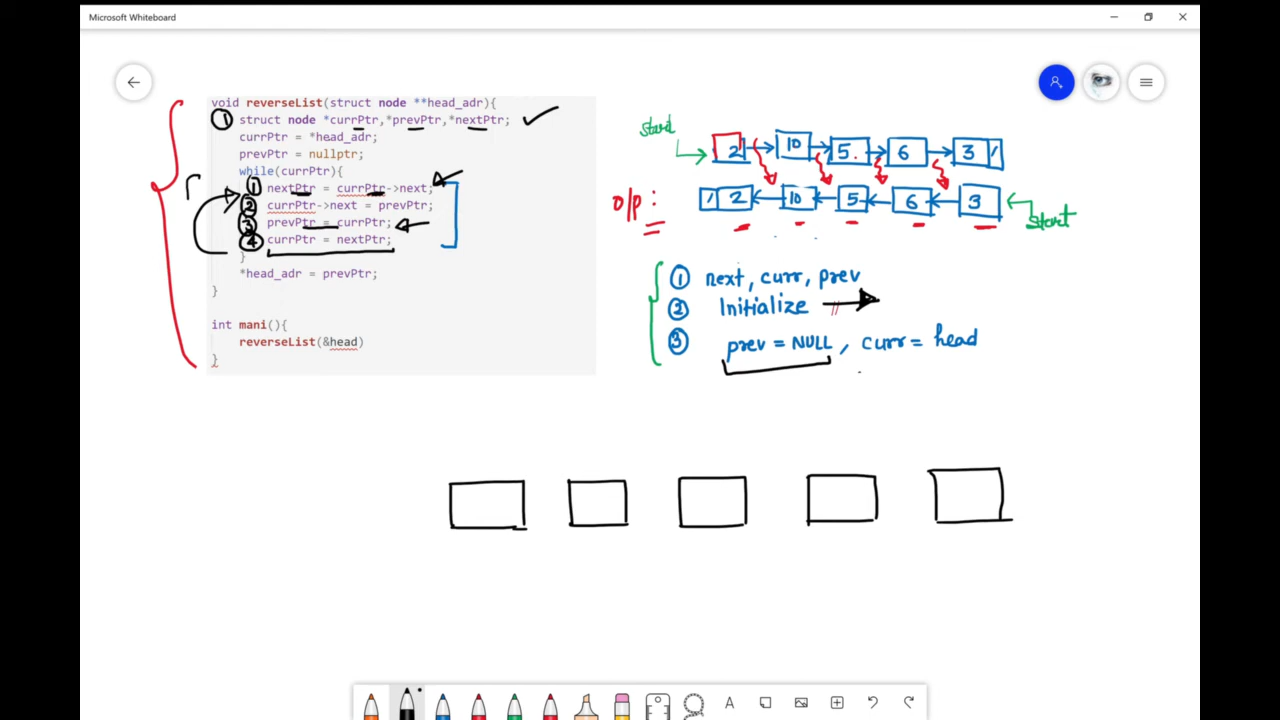 Microsoft Whiteboard
void reverseList(struct node **head_adr){
① struct node *currPtr,*prevPtr,*nextPtr;
currPtr = *head_adr;
prevPtr = nullptr;
while(currPtr){
① nextPtr = currPtr->next;
② currPtr->next = prevPtr;
③ prevPtr = currPtr;
④ currPtr = nextPtr;
}
*head_adr = prevPtr;
}
int mani(){
reverseList(&head)
}
start
2 10 5 6 3
o/p:
2 10 5 6 3
start
① next, curr, prev
② Initialize
③ prev = NULL, curr = head
A